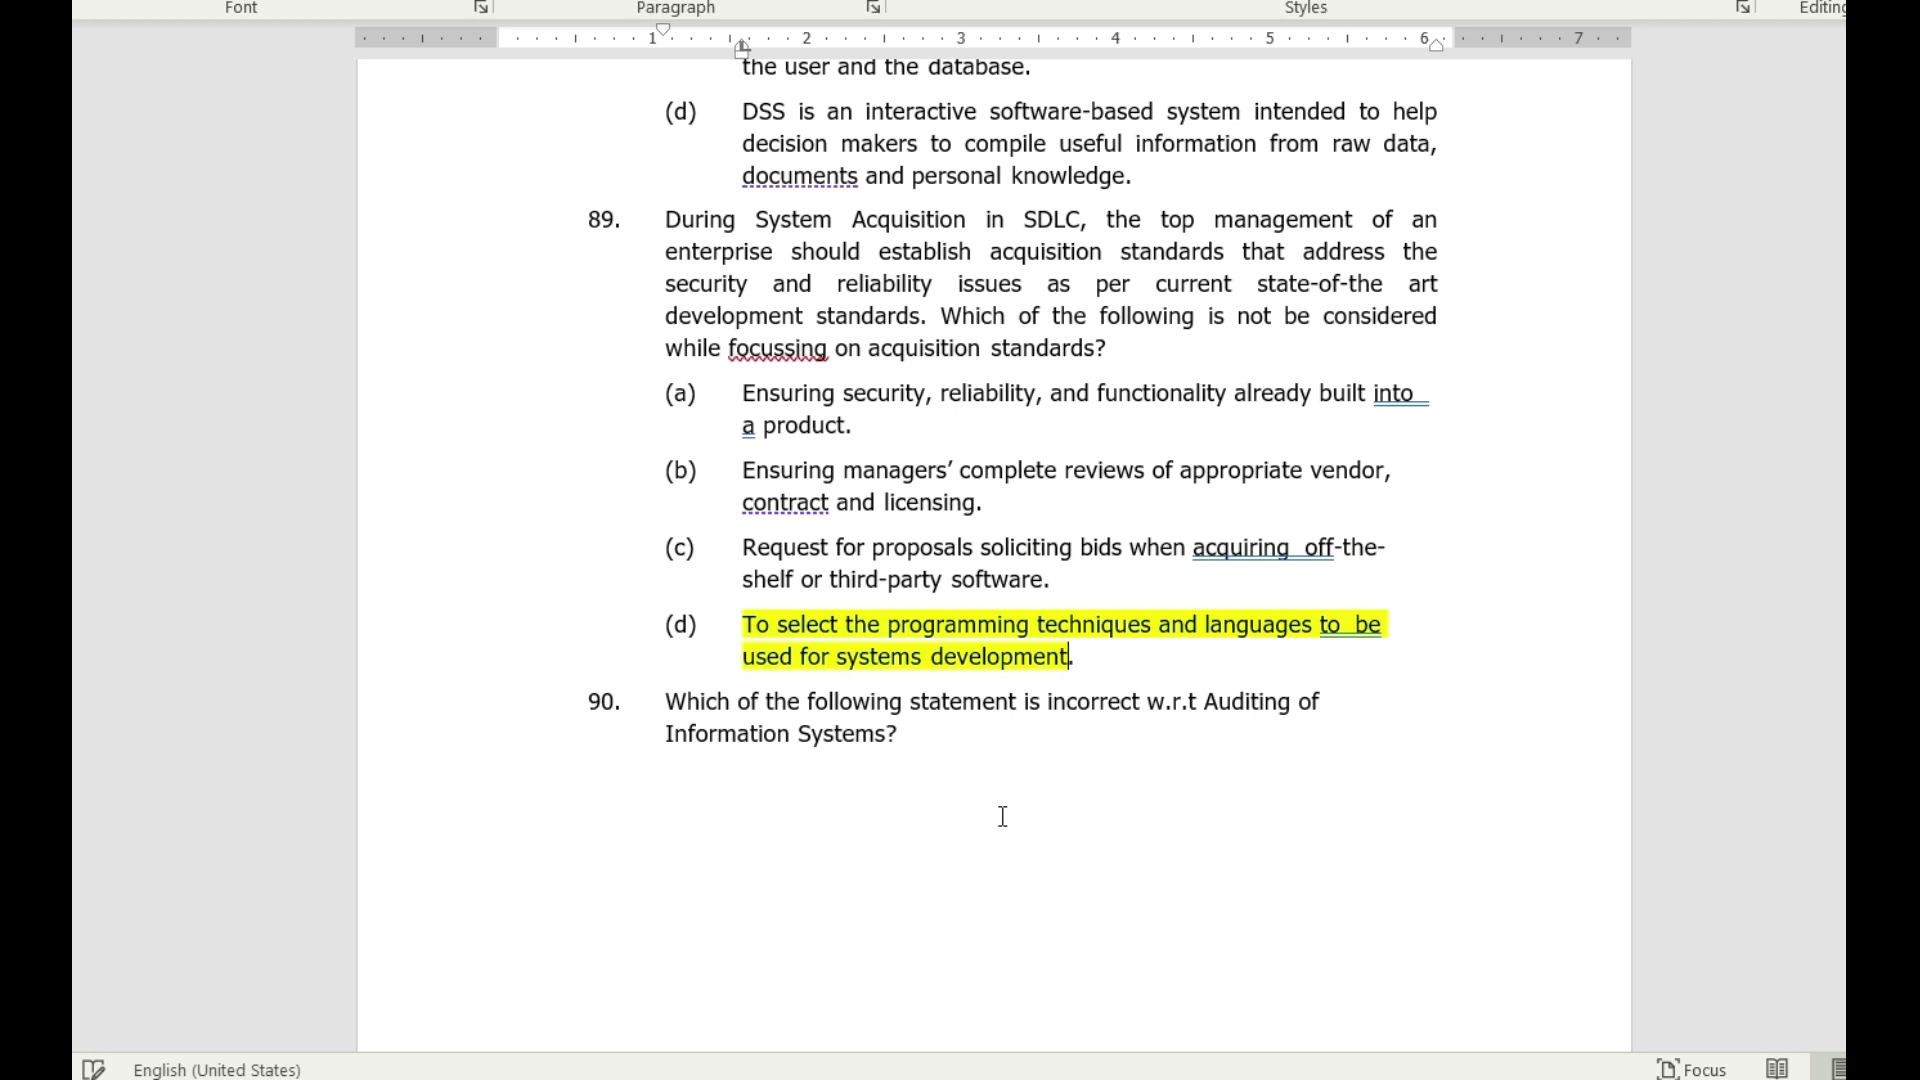 Font Paragraph Styles Editing
1 2 3 4 5 6 7
the user and the database.
(d) DSS is an interactive software-based system intended to help
decision makers to compile useful information from raw data,
documents and personal knowledge.
89. During System Acquisition in SDLC, the top management of an
enterprise should establish acquisition standards that address the
security and reliability issues as per current state-of-the art
development standards. Which of the following is not be considered
while focussing on acquisition standards?
(a) Ensuring security, reliability, and functionality already built into
a product.
(b) Ensuring managers’ complete reviews of appropriate vendor,
contract and licensing.
(c) Request for proposals soliciting bids when acquiring off-the-
shelf or third-party software.
(d) To select the programming techniques and languages to be
used for systems development.
90. Which of the following statement is incorrect w.r.t Auditing of
Information Systems?
English (United States) Focus